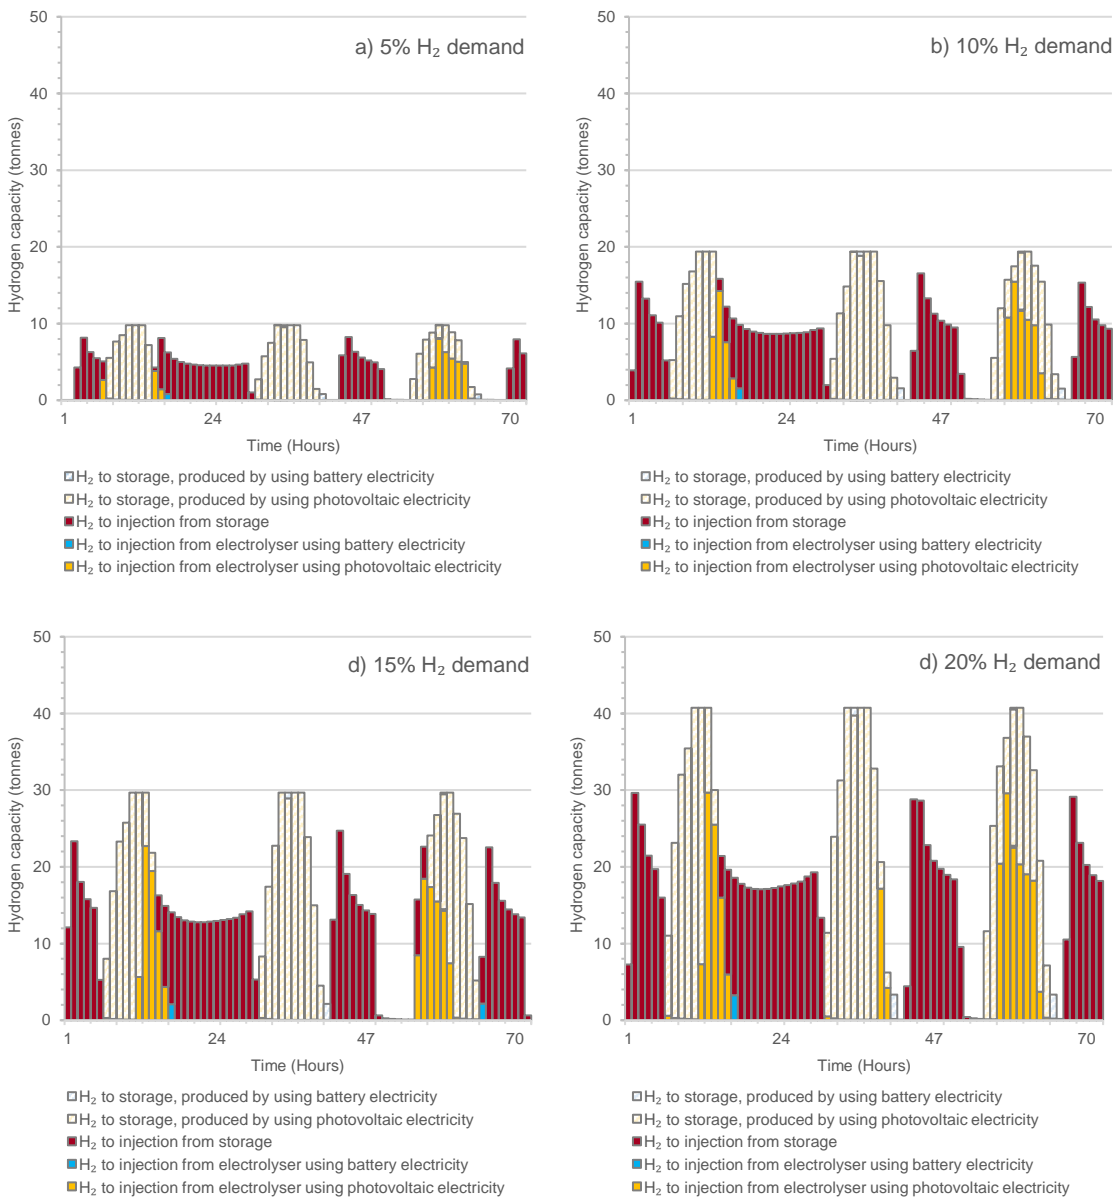 a) 5% H₂ demand
50
40
30
20
10
0
Hydrogen capacity (tonnes)
1 24 47 70
Time (Hours)
H₂ to storage, produced by using battery electricity
H₂ to storage, produced by using photovoltaic electricity
H₂ to injection from storage
H₂ to injection from electrolyser using battery electricity
H₂ to injection from electrolyser using photovoltaic electricity
b) 10% H₂ demand
50
40
30
20
10
0
Hydrogen capacity (tonnes)
1 24 47 70
Time (Hours)
H₂ to storage, produced by using battery electricity
H₂ to storage, produced by using photovoltaic electricity
H₂ to injection from storage
H₂ to injection from electrolyser using battery electricity
H₂ to injection from electrolyser using photovoltaic electricity
d) 15% H₂ demand
50
40
30
20
10
0
Hydrogen capacity (tonnes)
1 24 47 70
Time (Hours)
H₂ to storage, produced by using battery electricity
H₂ to storage, produced by using photovoltaic electricity
H₂ to injection from storage
H₂ to injection from electrolyser using battery electricity
H₂ to injection from electrolyser using photovoltaic electricity
d) 20% H₂ demand
50
40
30
20
10
0
Hydrogen capacity (tonnes)
1 24 47 70
Time (Hours)
H₂ to storage, produced by using battery electricity
H₂ to storage, produced by using photovoltaic electricity
H₂ to injection from storage
H₂ to injection from electrolyser using battery electricity
H₂ to injection from electrolyser using photovoltaic electricity